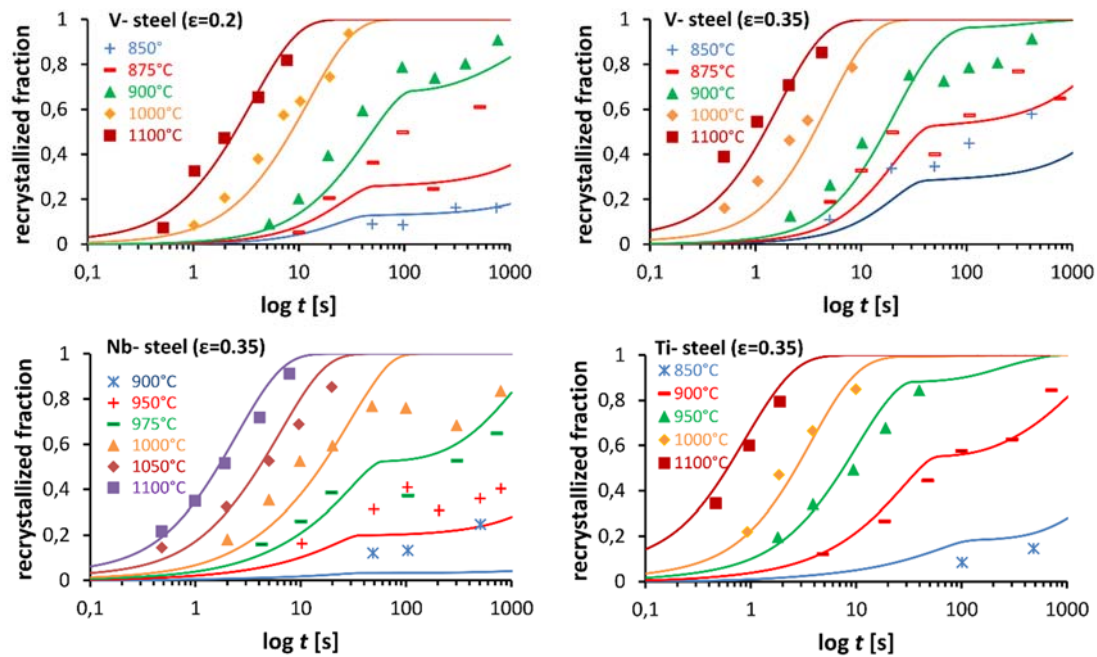 V- steel (ε=0.2)
recrystallized fraction
1
0,8
0,6
0,4
0,2
0
850°
875°C
900°C
1000°C
1100°C
0,1 1 10 100 1000
log t [s]
V- steel (ε=0.35)
recrystallized fraction
1
0,8
0,6
0,4
0,2
0
850°C
875°C
900°C
1000°C
1100°C
0,1 1 10 100 1000
log t [s]
Nb- steel (ε=0.35)
recrystallized fraction
1
0,8
0,6
0,4
0,2
0
900°C
950°C
975°C
1000°C
1050°C
1100°C
0,1 1 10 100 1000
log t [s]
Ti- steel (ε=0.35)
recrystallized fraction
1
0,8
0,6
0,4
0,2
0
850°C
900°C
950°C
1000°C
1100°C
0,1 1 10 100 1000
log t [s]